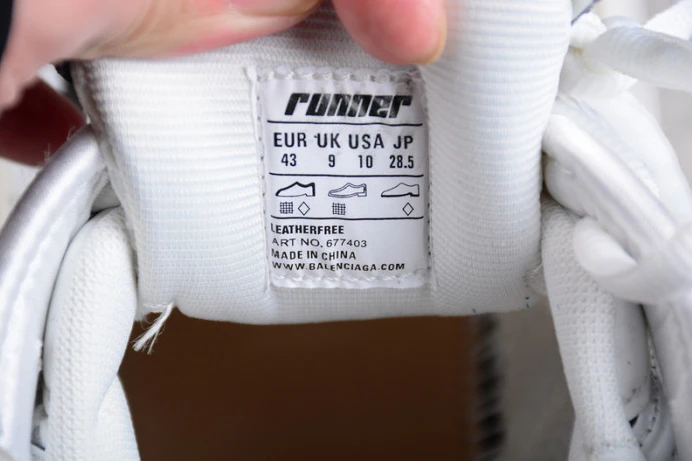 runner
EUR UK USA JP
43 9 10 28.5
LEATHERFREE
ART NO. 677403
MADE IN CHINA
WWW.BALENCIAGA.COM